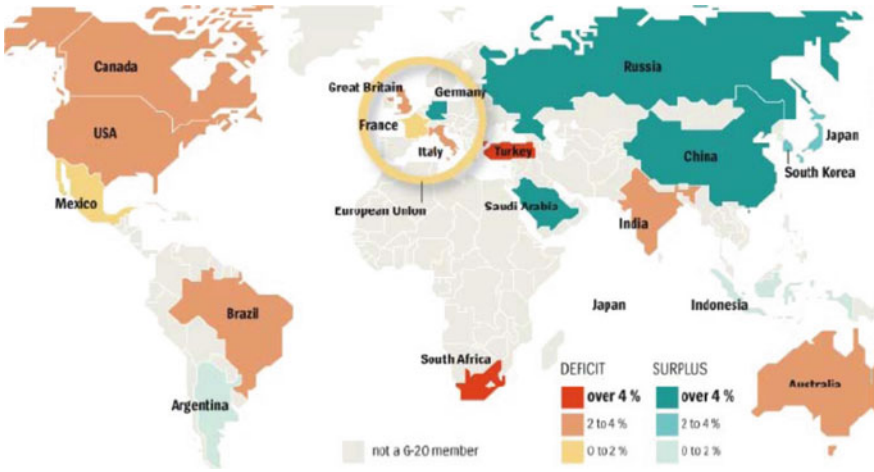 Canada
USA
Mexico
Brazil
Argentina
Great Britain
Germany
France
Italy
European Union
Turkey
Russia
China
Japan
South Korea
Saudi Arabia
India
Japan
Indonesia
South Africa
Australia
DEFICIT
over 4 %
2 to 4 %
0 to 2 %
SURPLUS
over 4 %
2 to 4 %
0 to 2 %
not a G-20 member